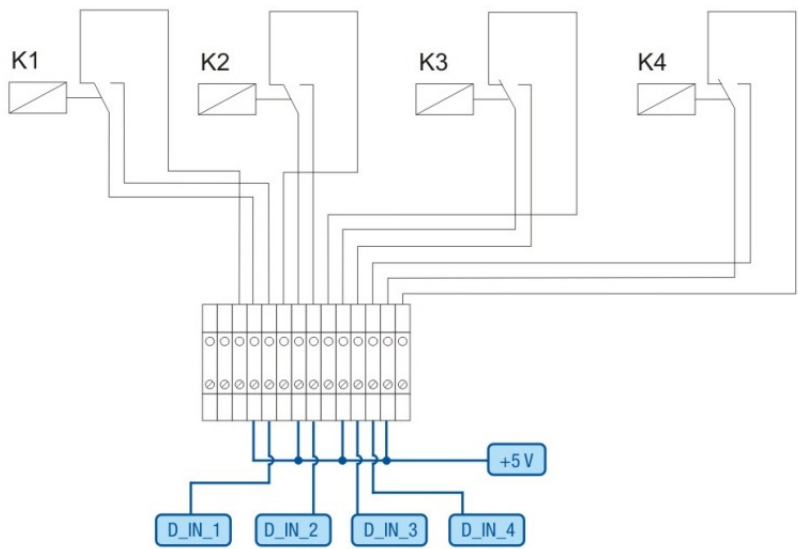 K1
K2
K3
K4
+5 V
D_IN_1
D_IN_2
D_IN_3
D_IN_4